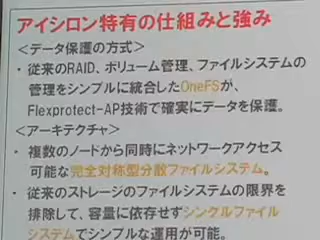 アイシロン特有の仕組みと強み
＜データ保護の方式＞
・ 従来のRAID、ボリューム管理、ファイルシステムの
管理をシンプルに統合したOneFSが、
Flexprotect-AP技術で確実にデータを保護。
＜アーキテクチャ＞
・ 複数のノードから同時にネットワークアクセス
可能な完全対称型分散ファイルシステム。
・ 従来のストレージのファイルシステムの限界を
排除して、容量に依存せずシングルファイル
システムでシンプルな運用が可能。